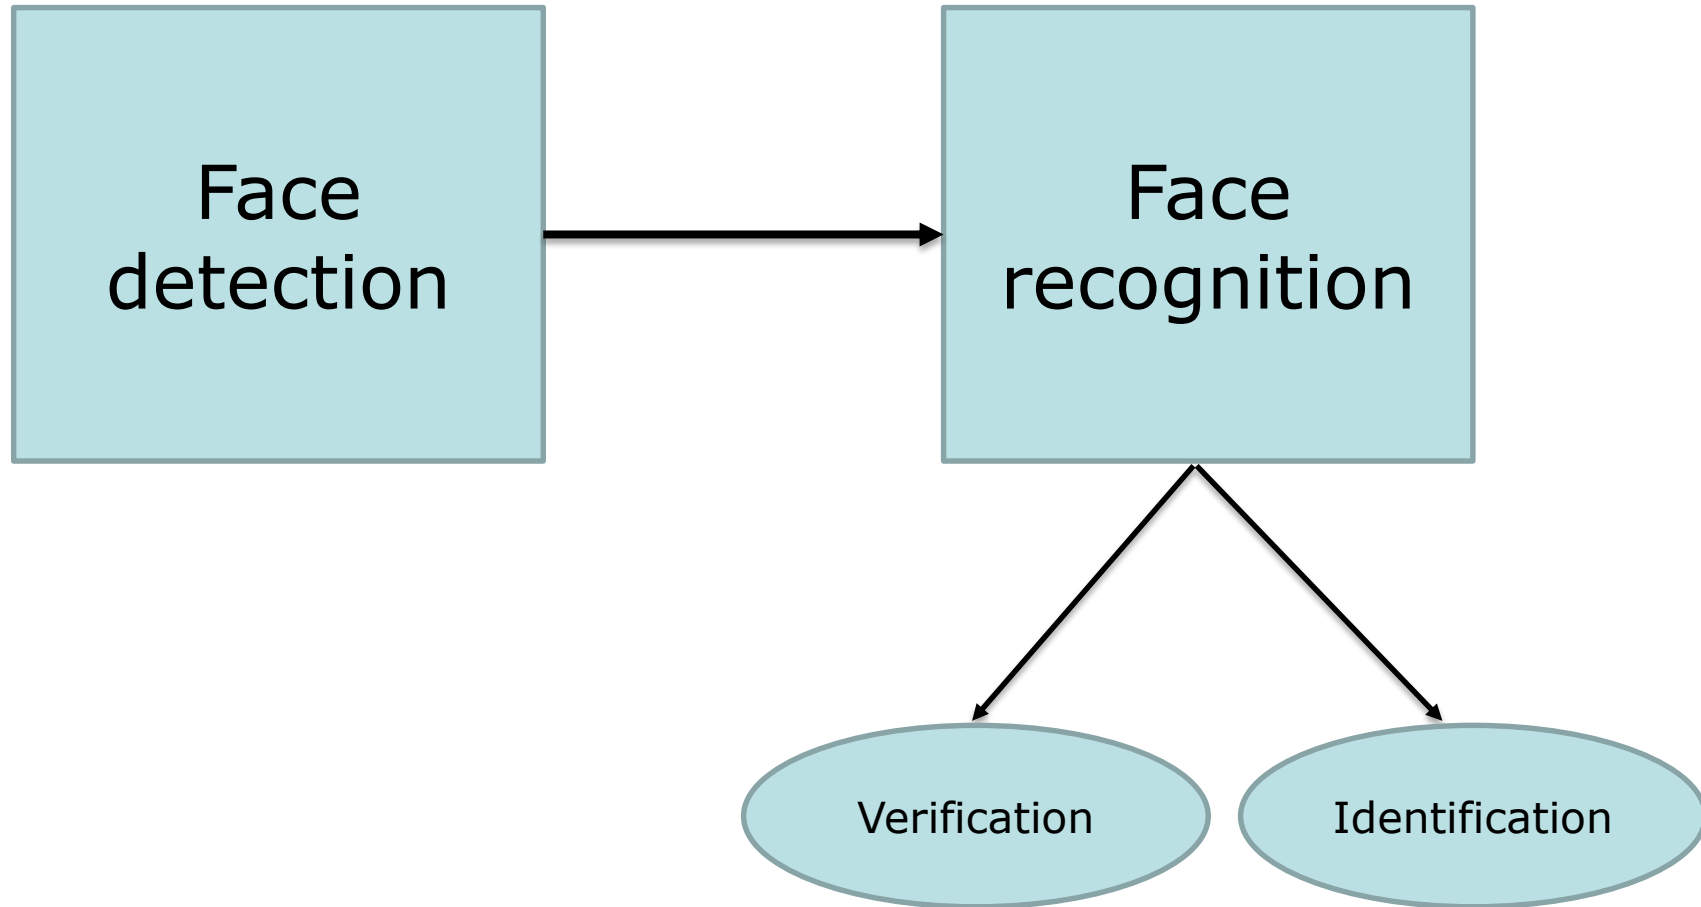 Face
detection
Face
recognition
Verification
Identification